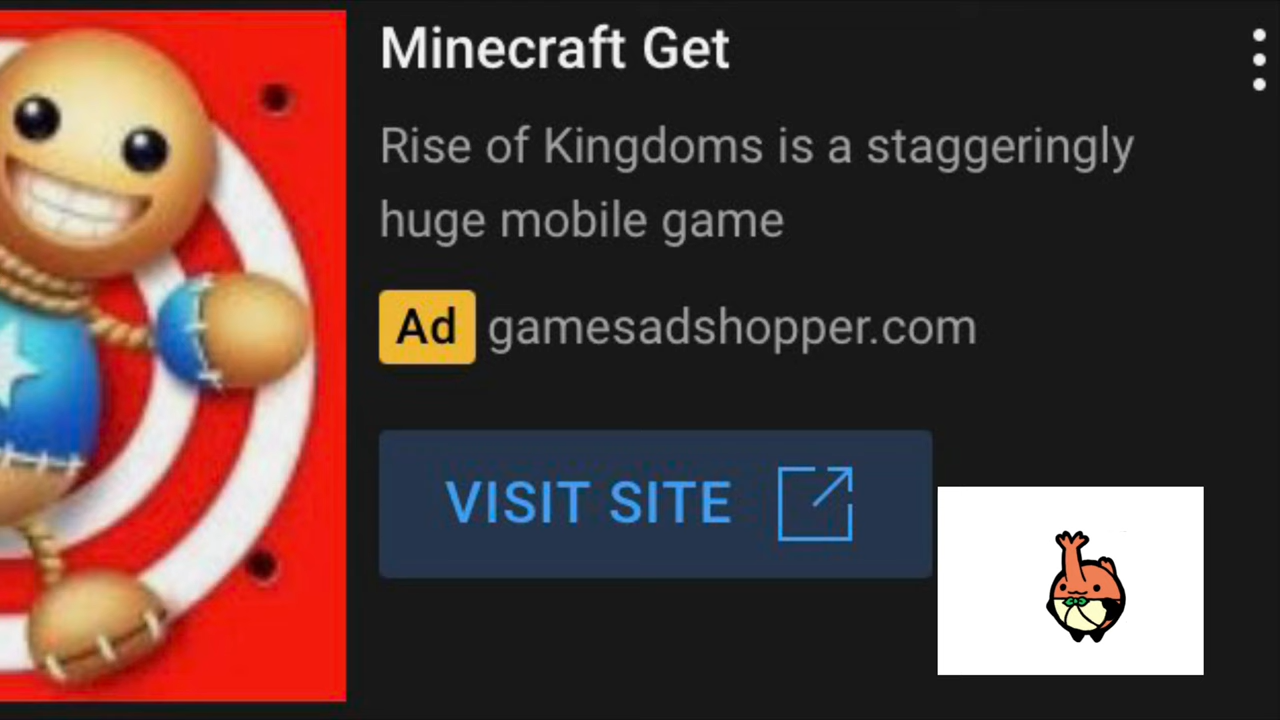 Minecraft Get
Rise of Kingdoms is a staggeringly
huge mobile game
Ad gamesadshopper.com
VISIT SITE